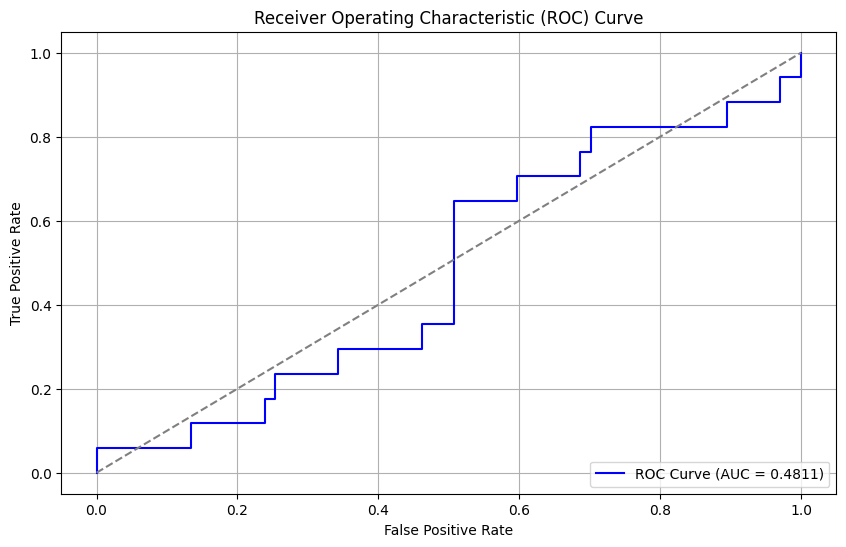 Receiver Operating Characteristic (ROC) Curve
True Positive Rate
1.0
0.8
0.6
0.4
0.2
0.0
ROC Curve (AUC = 0.4811)
0.0 0.2 0.4 0.6 0.8 1.0
False Positive Rate